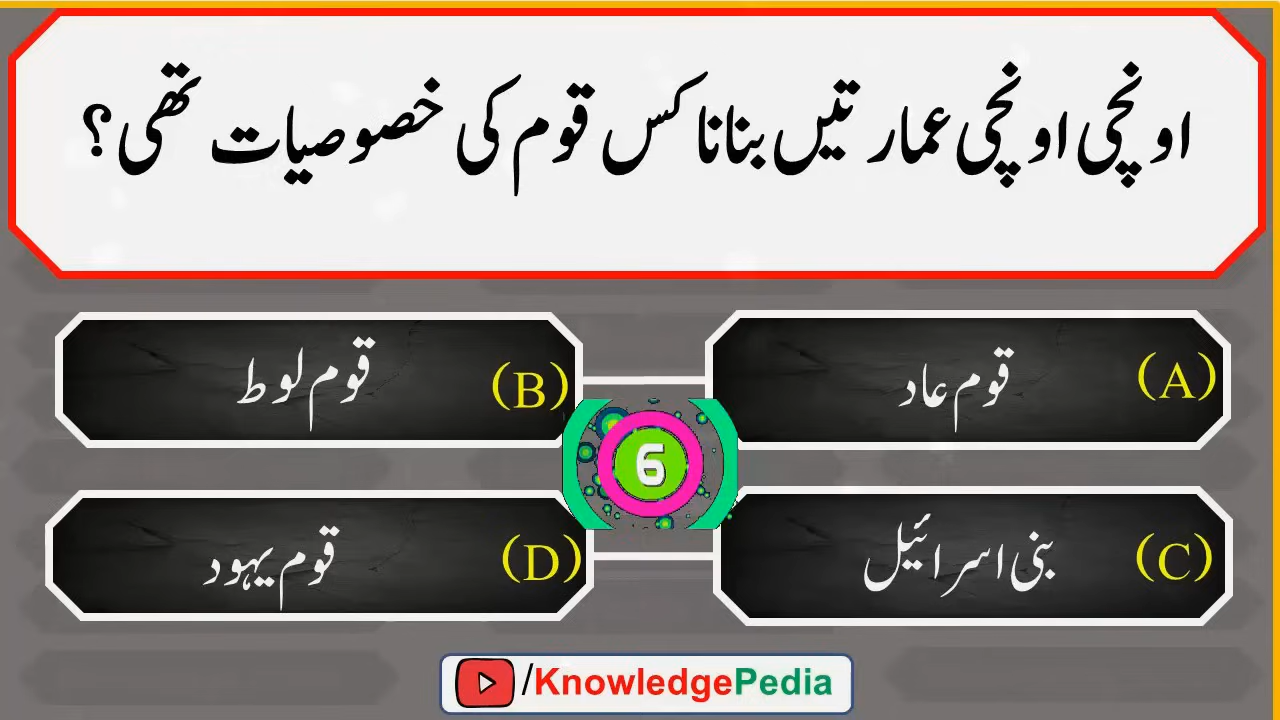 اونچی اونچی عمارتیں بنانا کس قوم کی خصوصیات تھی؟
(A) قوم عاد
(B) قوم لوط
6
(C) بنی اسرائیل
(D) قوم یہود
/KnowledgePedia